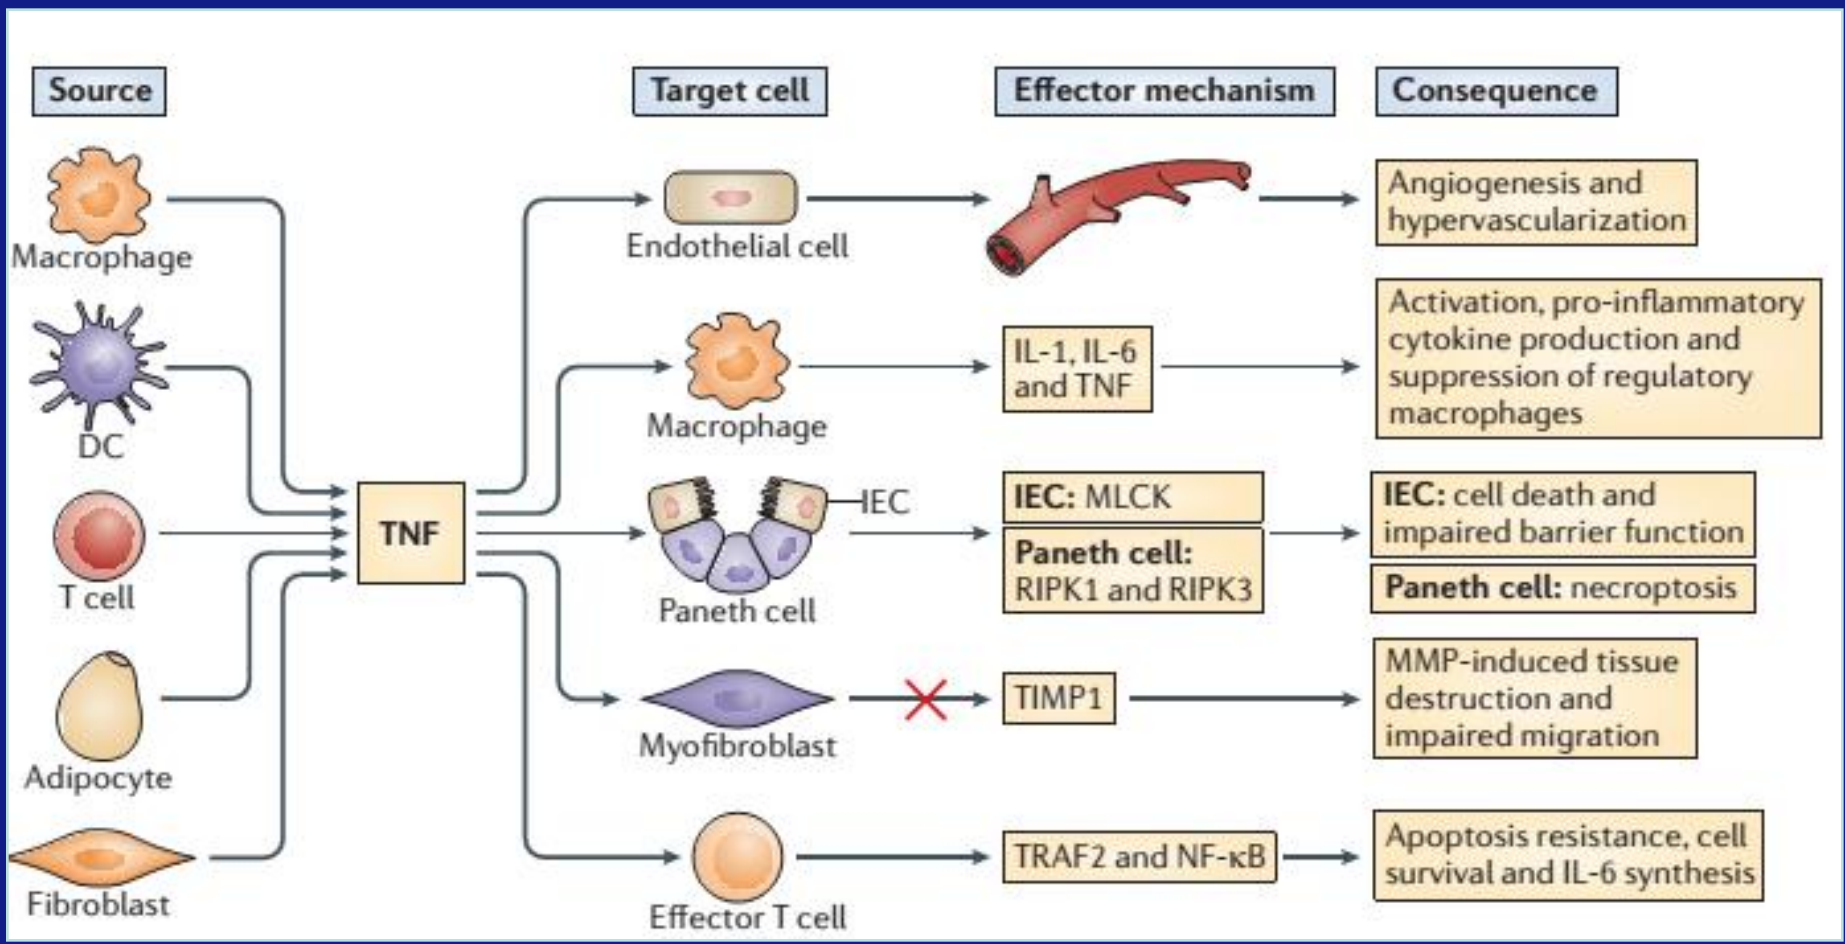 Source
Target cell
Effector mechanism
Consequence
Macrophage
DC
T cell
Adipocyte
Fibroblast
TNF
Endothelial cell
Angiogenesis and
hypervascularization
Macrophage
IL-1, IL-6
and TNF
Activation, pro-inflammatory
cytokine production and
suppression of regulatory
macrophages
IEC
Paneth cell
IEC: MLCK
Paneth cell:
RIPK1 and RIPK3
IEC: cell death and
impaired barrier function
Paneth cell: necroptosis
Myofibroblast
TIMP1
MMP-induced tissue
destruction and
impaired migration
Effector T cell
TRAF2 and NF-κB
Apoptosis resistance, cell
survival and IL-6 synthesis